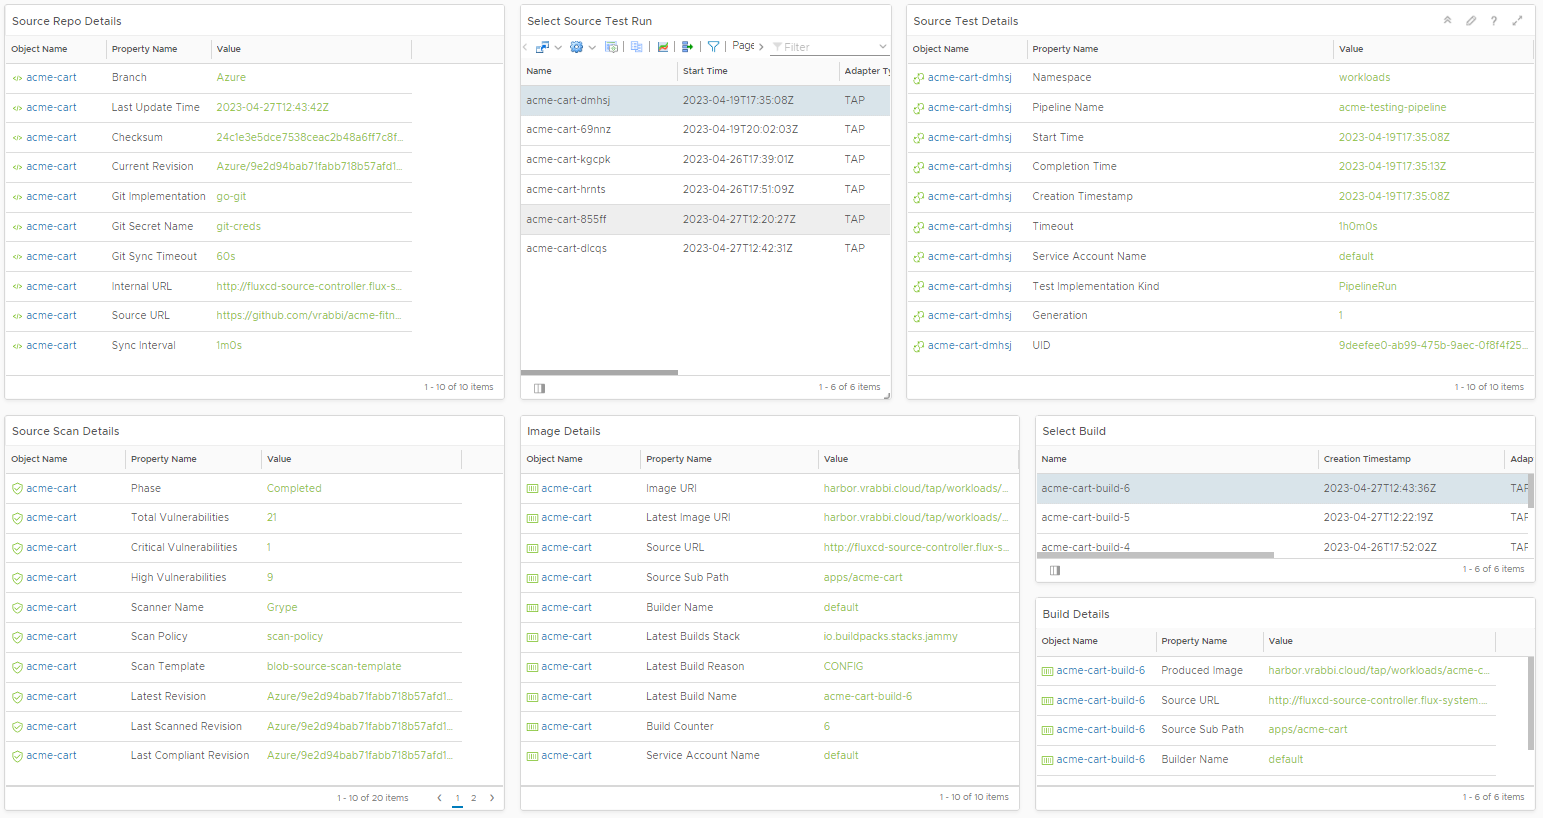 Source Repo Details
Object Name Property Name Value
acme-cart Branch Azure
acme-cart Last Update Time 2023-04-27T12:43:42Z
acme-cart Checksum 24c1e3e5dce7538ceac2b48a6ff7c8f...
acme-cart Current Revision Azure/9e2d94bab71fabb718b57afd1...
acme-cart Git Implementation go-git
acme-cart Git Secret Name git-creds
acme-cart Git Sync Timeout 60s
acme-cart Internal URL http://fluxcd-source-controller.flux-s...
acme-cart Source URL https://github.com/vrabbi/acme-fitn...
acme-cart Sync Interval 1m0s
1 - 10 of 10 items
Select Source Test Run
Page Filter
Name Start Time Adapter Ty
acme-cart-dmhsj 2023-04-19T17:35:08Z TAP
acme-cart-69nnz 2023-04-19T20:02:03Z TAP
acme-cart-kgcpk 2023-04-26T17:39:01Z TAP
acme-cart-hrnts 2023-04-26T17:51:09Z TAP
acme-cart-855ff 2023-04-27T12:20:27Z TAP
acme-cart-dlcqs 2023-04-27T12:42:31Z TAP
1 - 6 of 6 items
Source Test Details
Object Name Property Name Value
acme-cart-dmhsj Namespace workloads
acme-cart-dmhsj Pipeline Name acme-testing-pipeline
acme-cart-dmhsj Start Time 2023-04-19T17:35:08Z
acme-cart-dmhsj Completion Time 2023-04-19T17:35:13Z
acme-cart-dmhsj Creation Timestamp 2023-04-19T17:35:08Z
acme-cart-dmhsj Timeout 1h0m0s
acme-cart-dmhsj Service Account Name default
acme-cart-dmhsj Test Implementation Kind PipelineRun
acme-cart-dmhsj Generation 1
acme-cart-dmhsj UID 9deefee0-ab99-475b-9aec-0f8f4f25...
1 - 10 of 10 items
Source Scan Details
Object Name Property Name Value
acme-cart Phase Completed
acme-cart Total Vulnerabilities 21
acme-cart Critical Vulnerabilities 1
acme-cart High Vulnerabilities 9
acme-cart Scanner Name Grype
acme-cart Scan Policy scan-policy
acme-cart Scan Template blob-source-scan-template
acme-cart Latest Revision Azure/9e2d94bab71fabb718b57afd1...
acme-cart Last Scanned Revision Azure/9e2d94bab71fabb718b57afd1...
acme-cart Last Compliant Revision Azure/9e2d94bab71fabb718b57afd1...
1 - 10 of 20 items 1 2
Image Details
Object Name Property Name Value
acme-cart Image URI harbor.vrabbi.cloud/tap/workloads/...
acme-cart Latest Image URI harbor.vrabbi.cloud/tap/workloads/...
acme-cart Source URL http://fluxcd-source-controller.flux-s...
acme-cart Source Sub Path apps/acme-cart
acme-cart Builder Name default
acme-cart Latest Builds Stack io.buildpacks.stacks.jammy
acme-cart Latest Build Reason CONFIG
acme-cart Latest Build Name acme-cart-build-6
acme-cart Build Counter 6
acme-cart Service Account Name default
1 - 10 of 10 items
Select Build
Name Creation Timestamp Adap
acme-cart-build-6 2023-04-27T12:43:36Z TAP
acme-cart-build-5 2023-04-27T12:22:19Z TAP
acme-cart-build-4 2023-04-26T17:52:02Z TAP
1 - 6 of 6 items
Build Details
Object Name Property Name Value
acme-cart-build-6 Produced Image harbor.vrabbi.cloud/tap/workloads/acme-c...
acme-cart-build-6 Source URL http://fluxcd-source-controller.flux-system....
acme-cart-build-6 Source Sub Path apps/acme-cart
acme-cart-build-6 Builder Name default
1 - 6 of 6 items